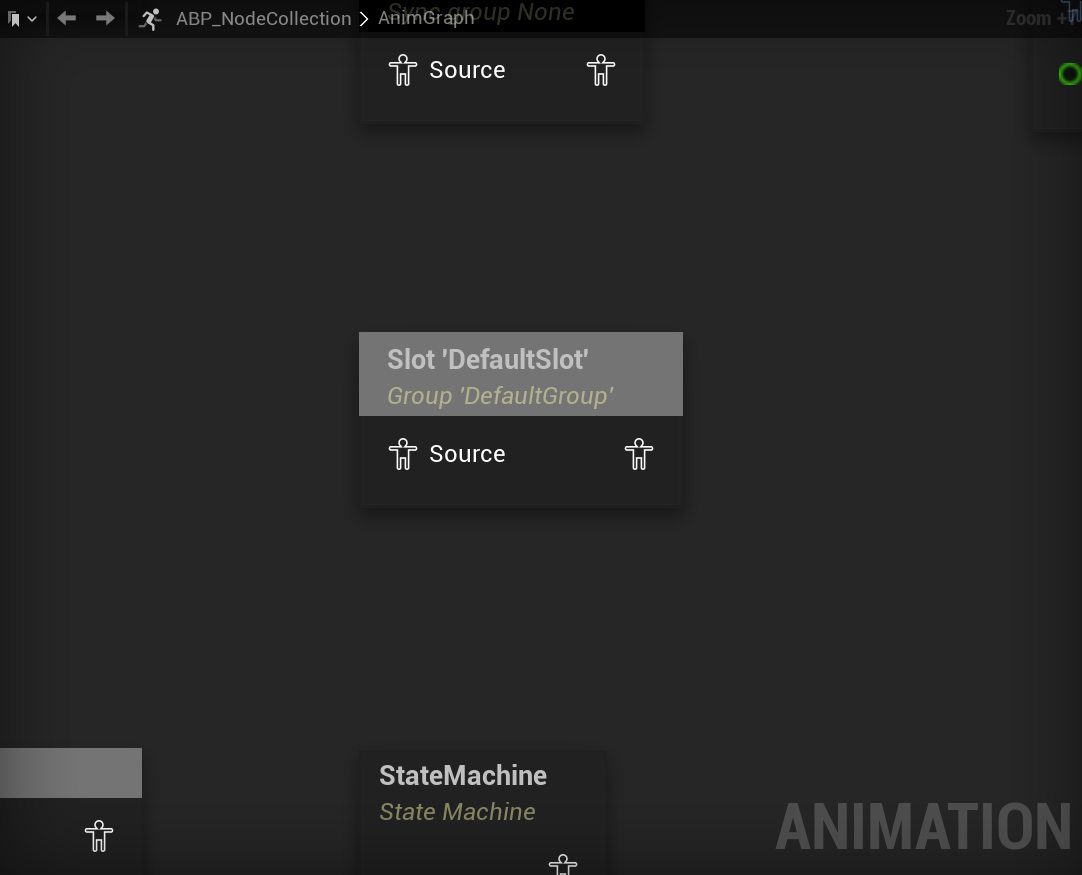 ABP_NodeCollection > AnimGraph
Sync group None
Zoom +
Source
Slot 'DefaultSlot'
Group 'DefaultGroup'
Source
StateMachine
State Machine
ANIMATION